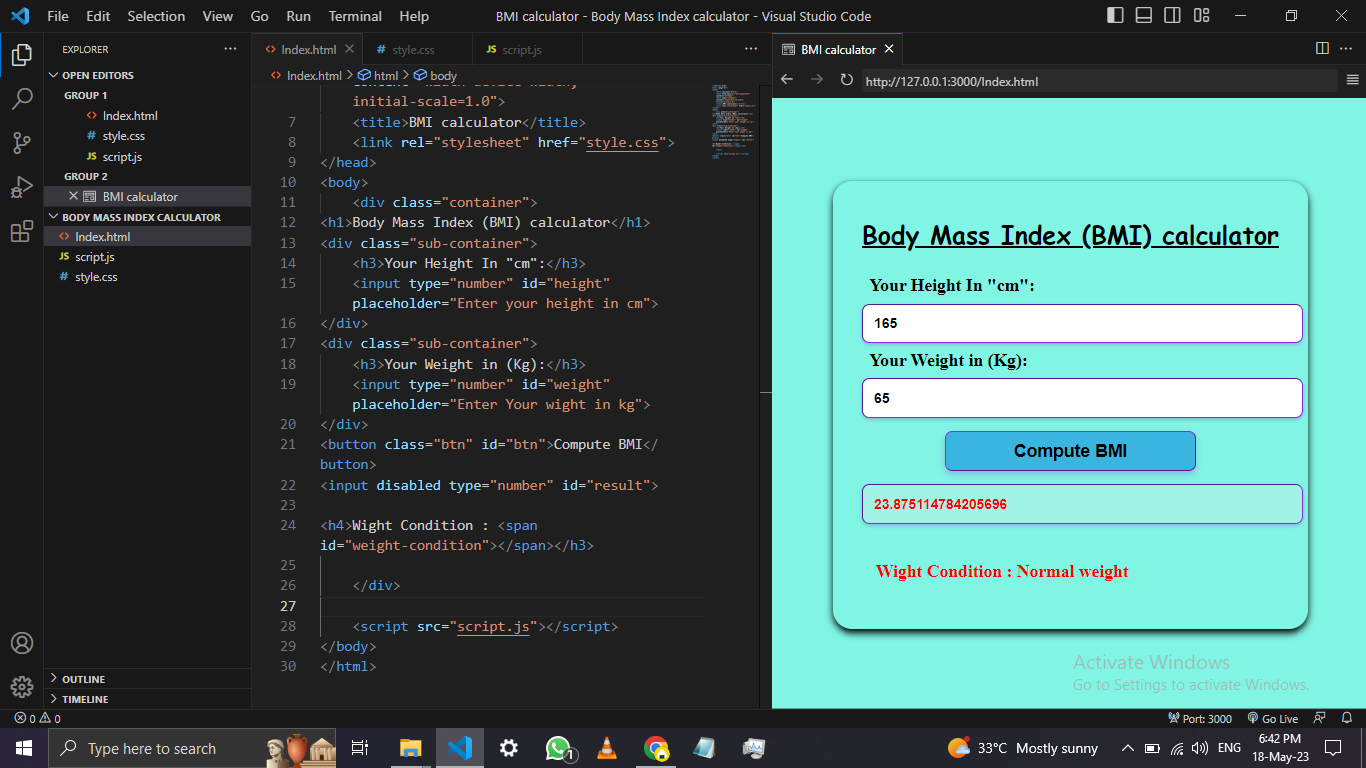 File Edit Selection View Go Run Terminal Help
BMI calculator - Body Mass Index calculator - Visual Studio Code
EXPLORER
OPEN EDITORS
GROUP 1
Index.html
style.css
JS script.js
GROUP 2
BMI calculator
BODY MASS INDEX CALCULATOR
Index.html
JS script.js
# style.css
OUTLINE
TIMELINE
Index.html
# style.css
JS script.js
Index.html > html > body
initial-scale=1.0">
7 <title>BMI calculator</title>
8 <link rel="stylesheet" href="style.css">
9 </head>
10 <body>
11 <div class="container">
12 <h1>Body Mass Index (BMI) calculator</h1>
13 <div class="sub-container">
14 <h3>Your Height In "cm":</h3>
15 <input type="number" id="height"
placeholder="Enter your height in cm">
16 </div>
17 <div class="sub-container">
18 <h3>Your Weight in (Kg):</h3>
19 <input type="number" id="weight"
placeholder="Enter Your wight in kg">
20 </div>
21 <button class="btn" id="btn">Compute BMI</
button>
22 <input disabled type="number" id="result">
23
24 <h4>Wight Condition : <span
id="weight-condition"></span></h3>
25
26 </div>
27
28 <script src="script.js"></script>
29 </body>
30 </html>
BMI calculator
http://127.0.0.1:3000/Index.html
Body Mass Index (BMI) calculator
Your Height In "cm":
165
Your Weight in (Kg):
65
Compute BMI
23.875114784205696
Wight Condition : Normal weight
Activate Windows
Go to Settings to activate Windows.
0 0
Port: 3000 Go Live
Type here to search
1
33°C Mostly sunny
ENG
6:42 PM
18-May-23